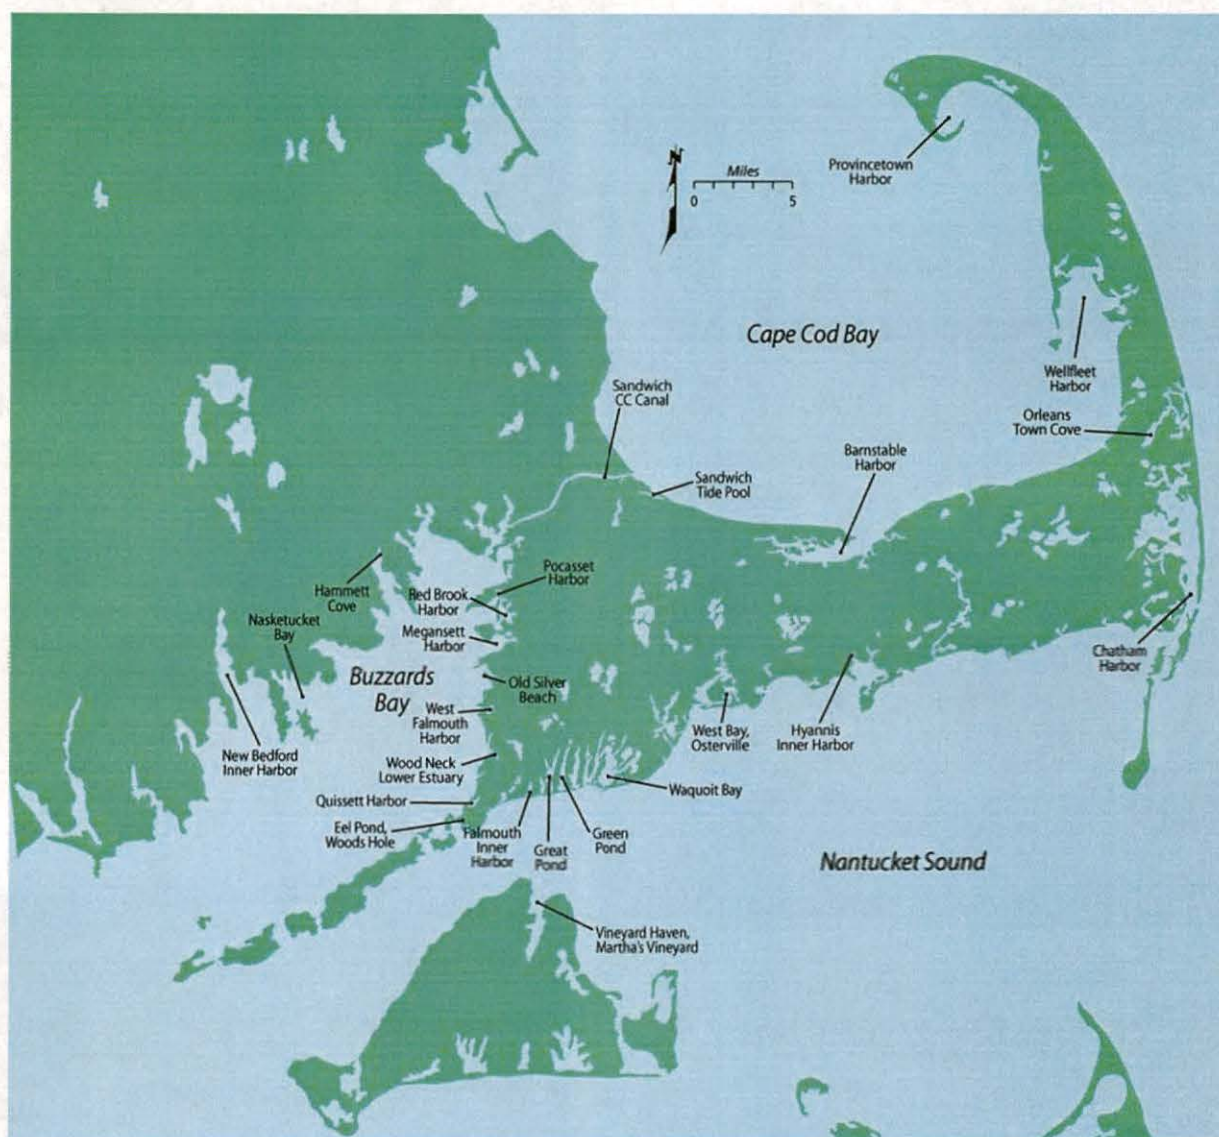 N
Miles
0 5
Provincetown
Harbor
Cape Cod Bay
Wellfleet
Harbor
Sandwich
CC Canal
Orleans
Town Cove
Barnstable
Harbor
Sandwich
Tide Pool
Pocasset
Harbor
Hammett
Cove
Red Brook
Harbor
Nasketucket
Bay
Megansett
Harbor
Chatham
Harbor
Buzzards
Bay
Old Silver
Beach
West
Falmouth
Harbor
West Bay,
Osterville
Hyannis
Inner Harbor
New Bedford
Inner Harbor
Wood Neck
Lower Estuary
Waquoit Bay
Quissett Harbor
Eel Pond,
Woods Hole
Falmouth
Inner
Harbor
Great
Pond
Green
Pond
Nantucket Sound
Vineyard Haven,
Martha's Vineyard